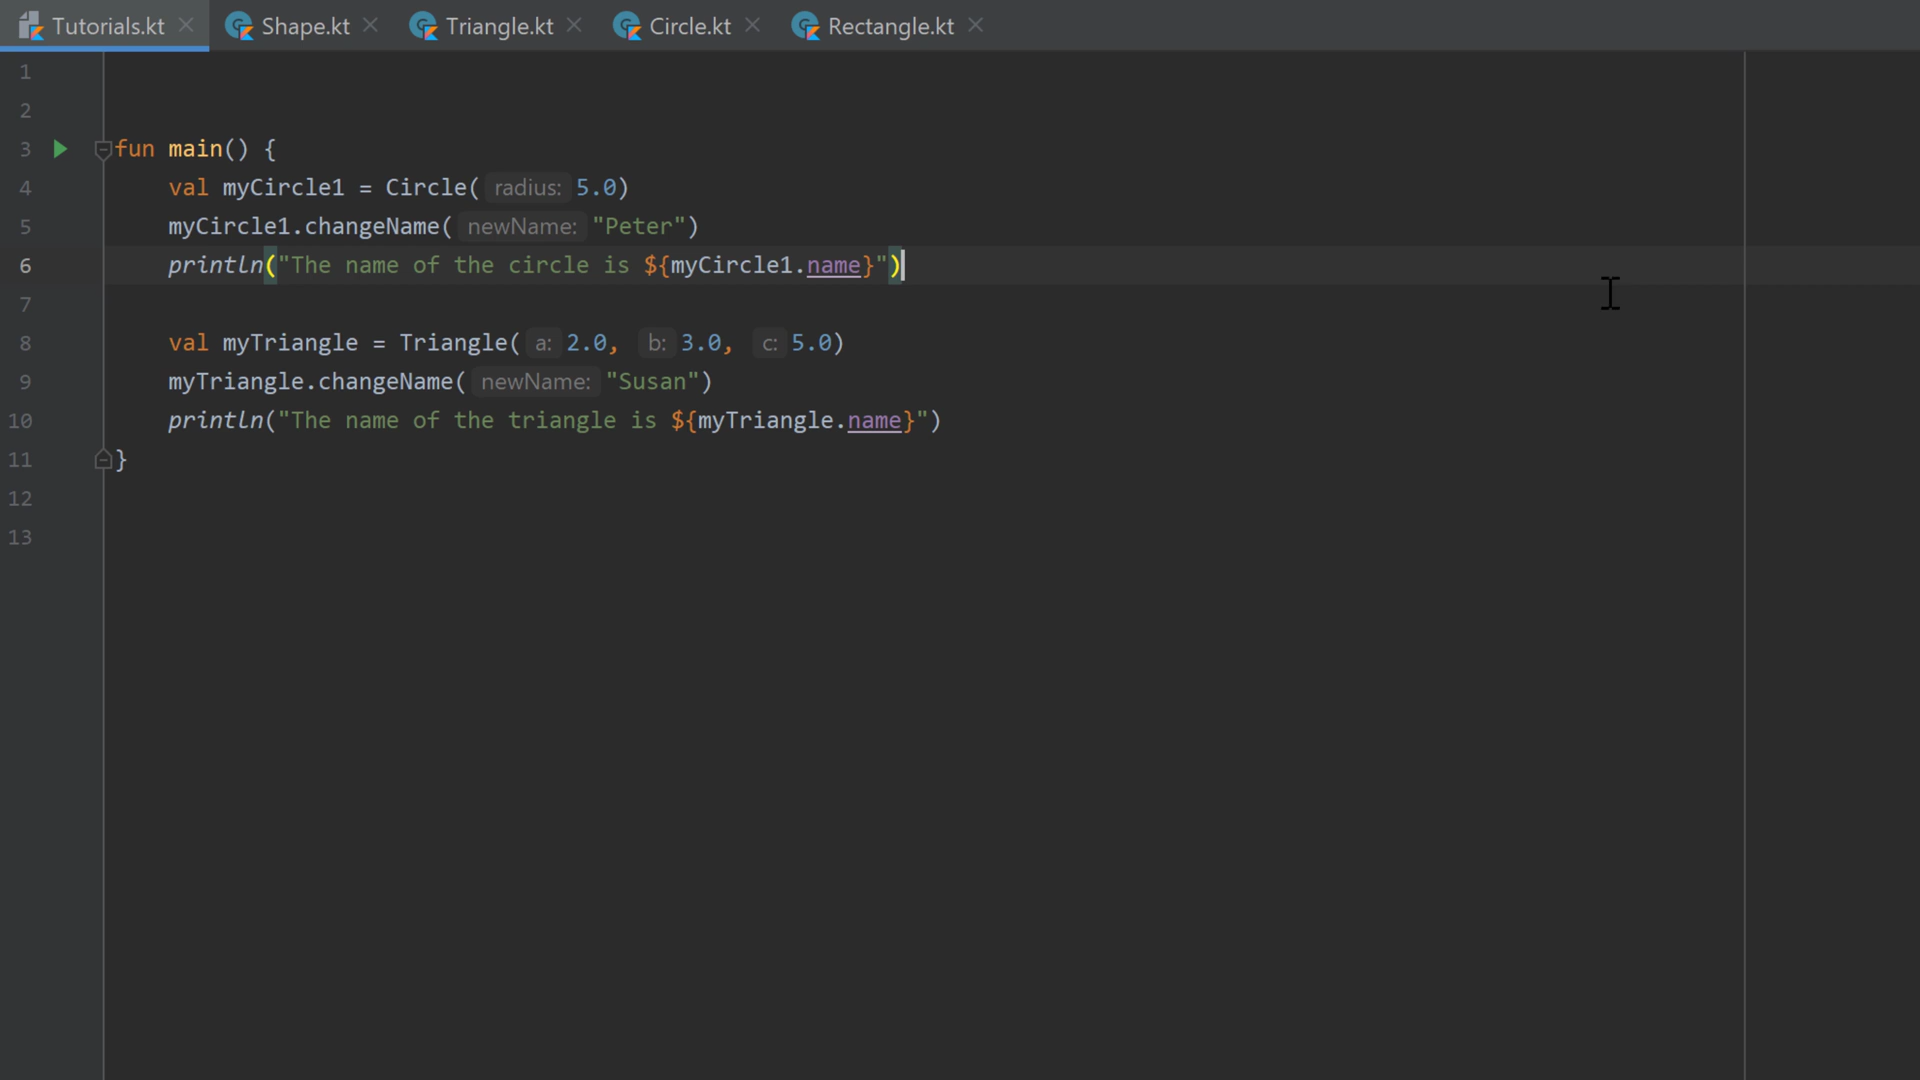 Tutorials.kt Shape.kt Triangle.kt Circle.kt Rectangle.kt
1
2
3 fun main() {
4 val myCircle1 = Circle( radius: 5.0)
5 myCircle1.changeName( newName: "Peter")
6 println("The name of the circle is ${myCircle1.name}")
7
8 val myTriangle = Triangle( a: 2.0, b: 3.0, c: 5.0)
9 myTriangle.changeName( newName: "Susan")
10 println("The name of the triangle is ${myTriangle.name}")
11 }
12
13